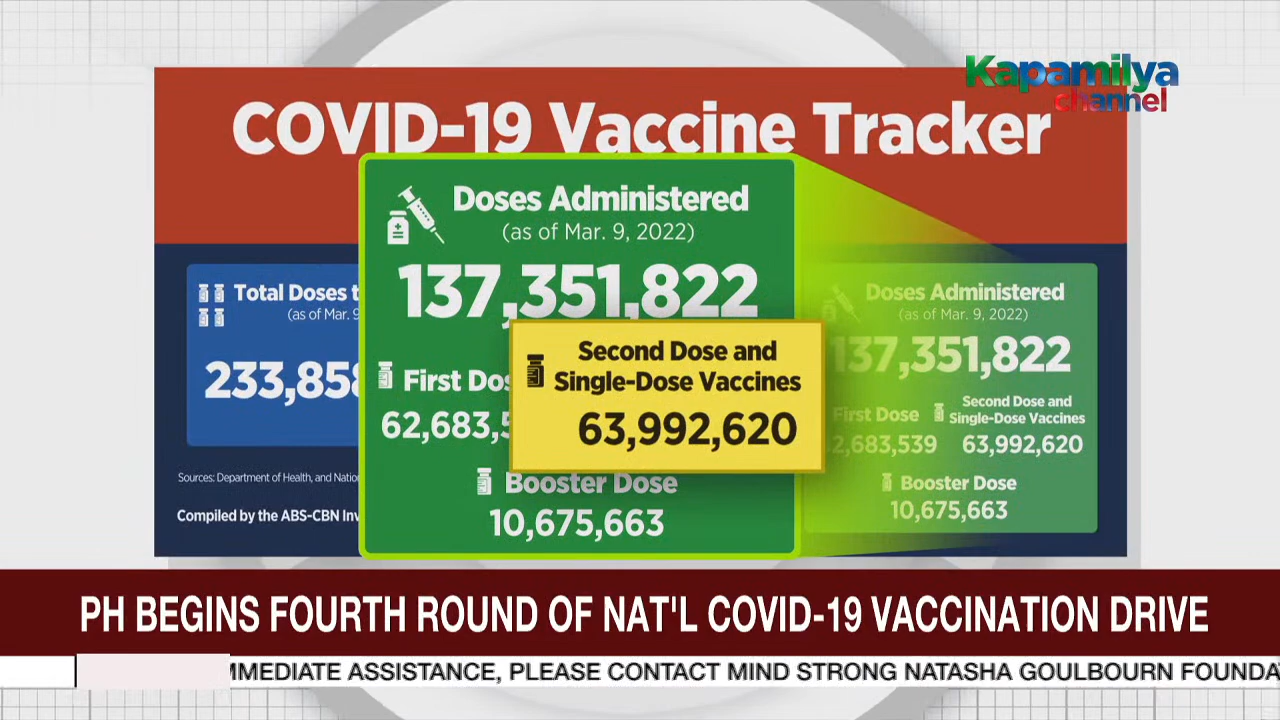 Kapamilya
channel
COVID-19 Vaccine Tracker
Doses Administered
(as of Mar. 9, 2022)
137,351,822
First
62,683,5
Second Dose and
Single-Dose Vaccines
63,992,620
Booster Dose
10,675,663
Total Doses
(as of Mar. 9
233,858
Sources: Department of Health, and
Compiled by the ABS-CBN
Doses Administered
(as of Mar. 9, 2022)
137,351,822
First Dose
2,683,539
Second Dose and
Single-Dose Vaccines
63,992,620
Booster Dose
10,675,663
PH BEGINS FOURTH ROUND OF NAT'L COVID-19 VACCINATION DRIVE
MMEDIATE ASSISTANCE, PLEASE CONTACT MIND STRONG NATASHA GOULBOURN FOUNDA